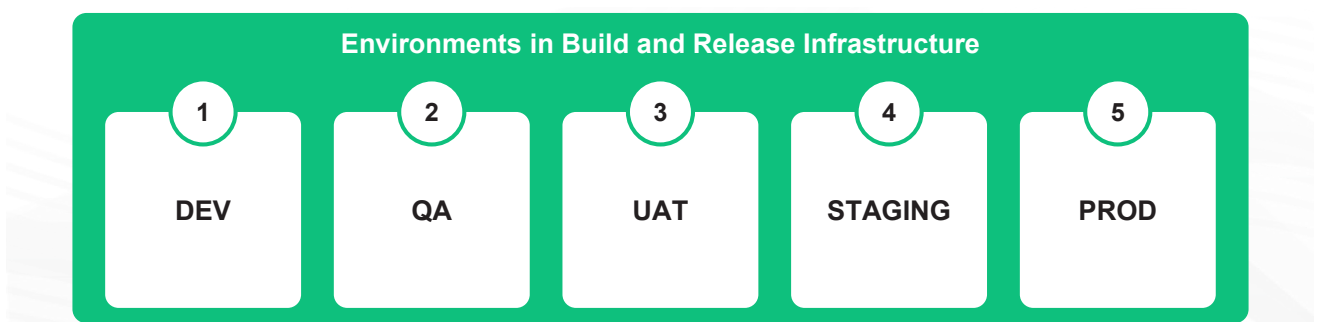 Environments in Build and Release Infrastructure
1 2 3 4 5
DEV QA UAT STAGING PROD